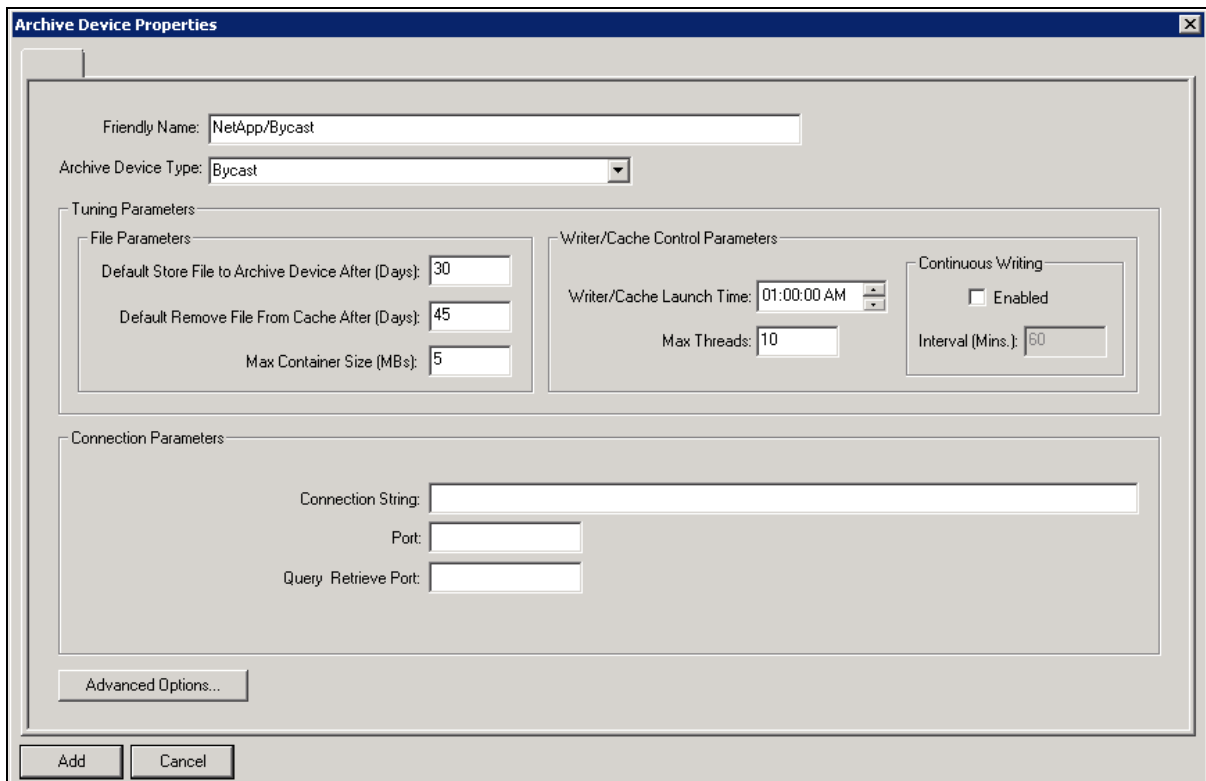 Archive Device Properties
Friendly Name: NetApp/Bycast
Archive Device Type: Bycast
Tuning Parameters
File Parameters
Default Store File to Archive Device After (Days): 30
Default Remove File From Cache After (Days): 45
Max Container Size (MBs): 5
Writer/Cache Control Parameters
Writer/Cache Launch Time: 01:00:00 AM
Max Threads: 10
Continuous Writing
Enabled
Interval (Mins.): 60
Connection Parameters
Connection String:
Port:
Query Retrieve Port:
Advanced Options...
Add Cancel